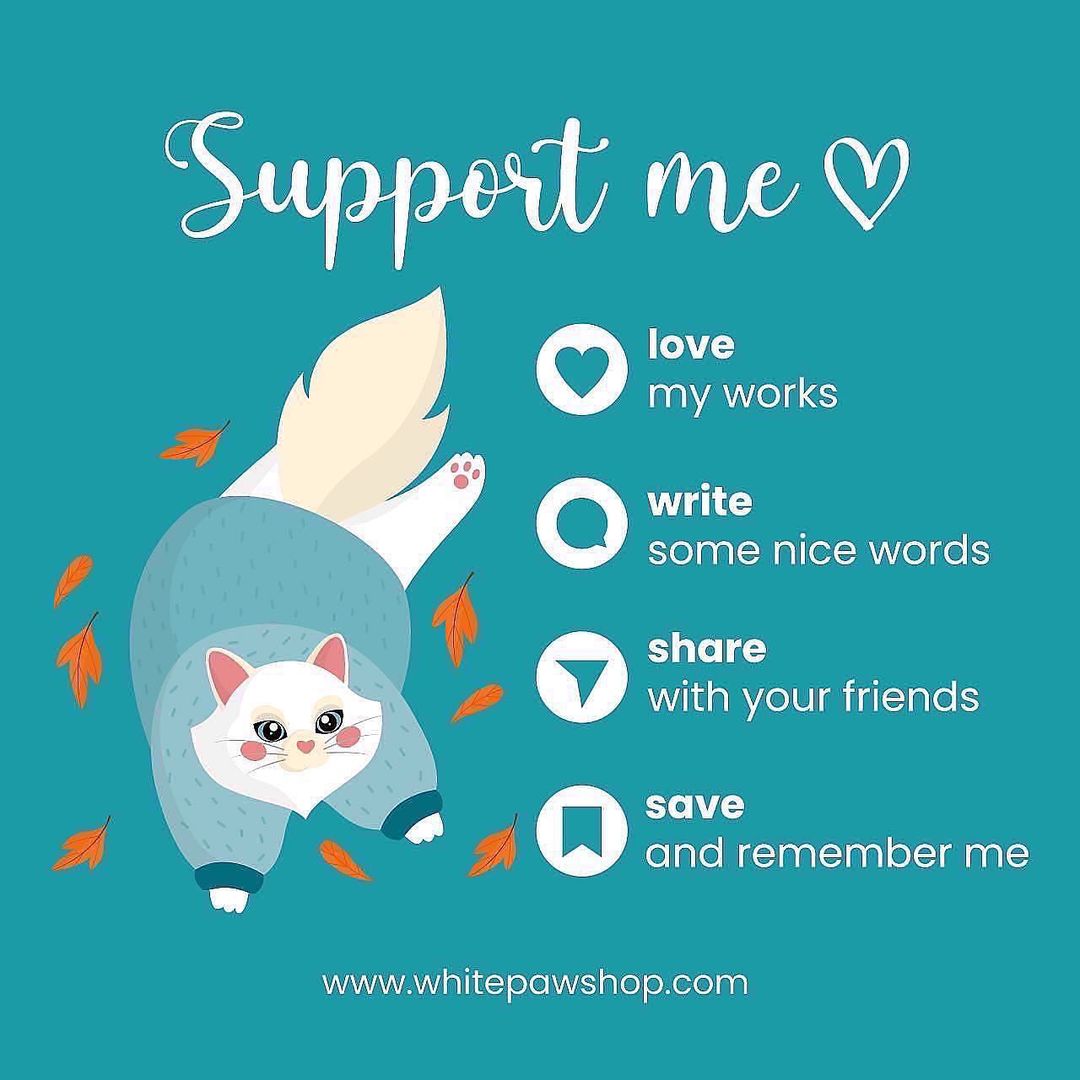 Support me
love
my works
write
some nice words
share
with your friends
save
and remember me
www.whitepawshop.com